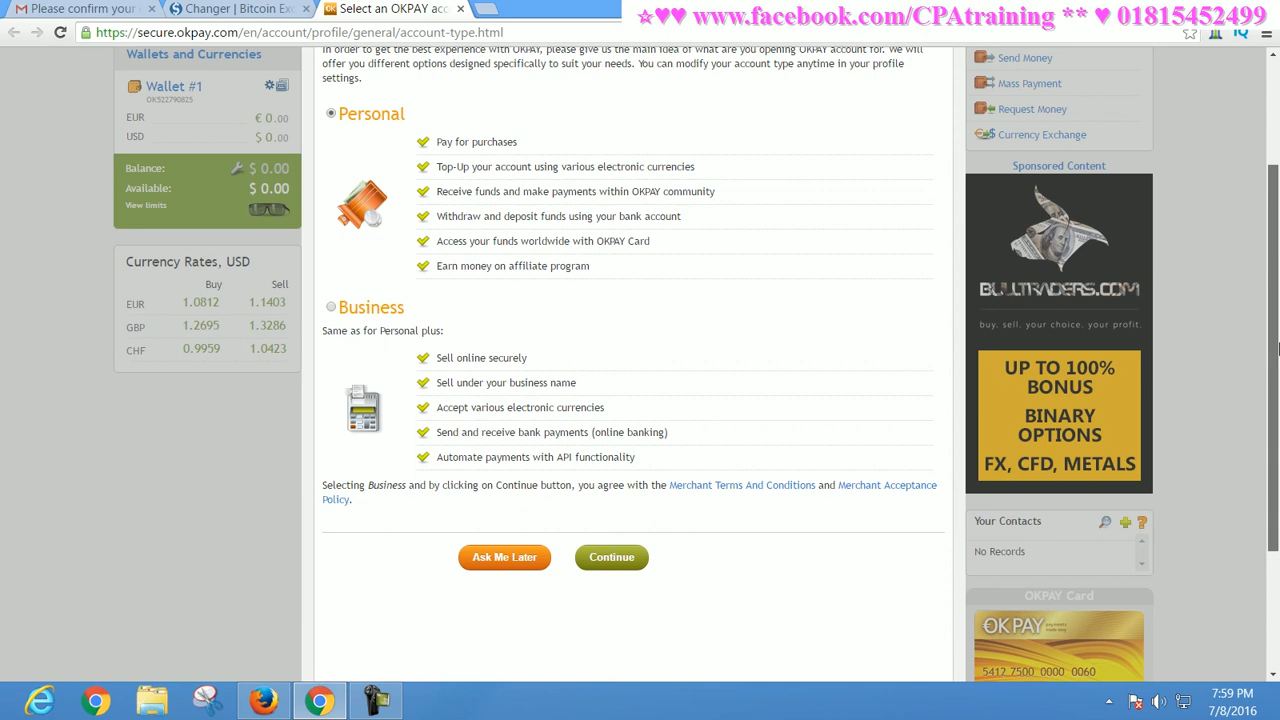 Please confirm your e
Changer | Bitcoin Exc
Select an OKPAY acc
☆♥♥ www.facebook.com/CPAtraining ** ♥ 01815452499
https://secure.okpay.com/en/account/profile/general/account-type.html
Wallets and Currencies
Wallet #1
OK522790825
EUR € 0.00
USD $ 0.00
Balance: $ 0.00
Available: $ 0.00
View limits
Currency Rates, USD
Buy Sell
EUR 1.0812 1.1403
GBP 1.2695 1.3286
CHF 0.9959 1.0423
In order to get the best experience with OKPAY, please give us the main idea of what are you opening OKPAY account for. We will
offer you different options designed specifically to suit your needs. You can modify your account type anytime in your profile
settings.
Personal
Pay for purchases
Top-Up your account using various electronic currencies
Receive funds and make payments within OKPAY community
Withdraw and deposit funds using your bank account
Access your funds worldwide with OKPAY Card
Earn money on affiliate program
Business
Same as for Personal plus:
Sell online securely
Sell under your business name
Accept various electronic currencies
Send and receive bank payments (online banking)
Automate payments with API functionality
Selecting Business and by clicking on Continue button, you agree with the Merchant Terms And Conditions and Merchant Acceptance
Policy.
Ask Me Later
Continue
Send Money
Mass Payment
Request Money
Currency Exchange
Sponsored Content
BULLTRADERS.COM
buy. sell. your choice. your profit.
UP TO 100%
BONUS
BINARY
OPTIONS
FX, CFD, METALS
Your Contacts
No Records
OKPAY Card
OKPAY payments made easy
5412 7500 0000 0060
7:59 PM
7/8/2016